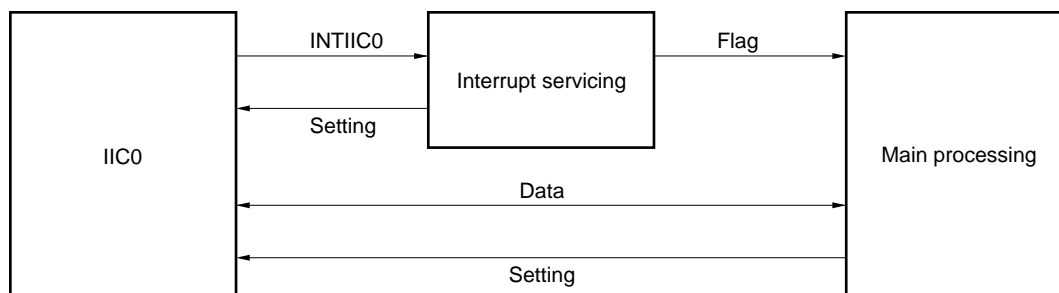 INTIIC0
Flag
Interrupt servicing
Setting
IIC0
Main processing
Data
Setting